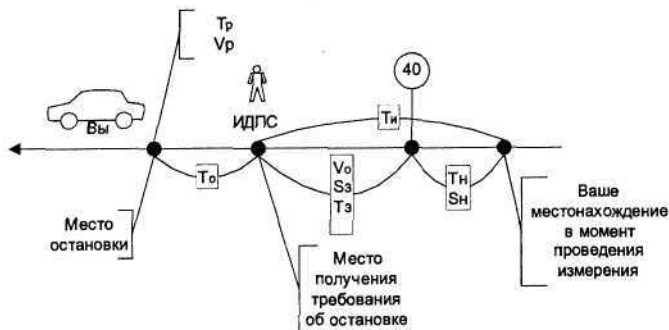 Тр
Vр
40
ИДПС
Вы
Ти
То
Vо
Sз
Тз
Тн
Sн
Место
остановки
Место
получения
требования
об остановке
Ваше
местонахождение
в момент
проведения
измерения